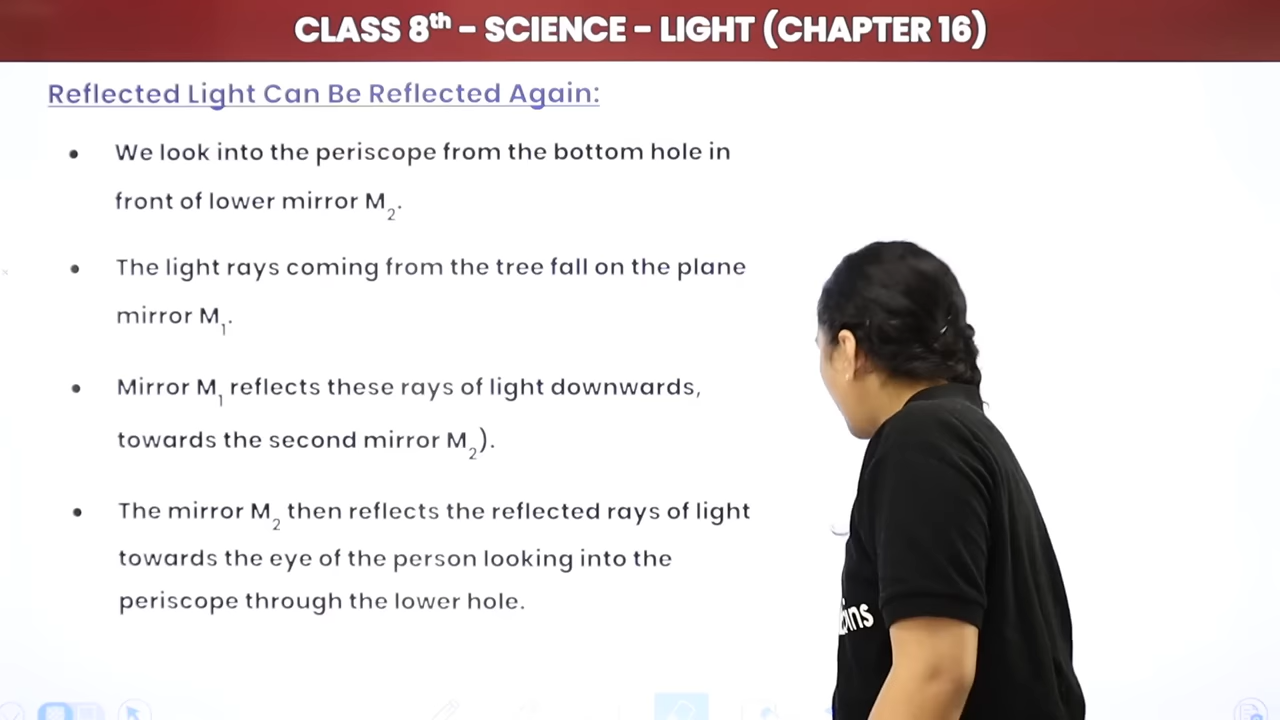 CLASS 8th - SCIENCE - LIGHT (CHAPTER 16)
Reflected Light Can Be Reflected Again:
• We look into the periscope from the bottom hole in
front of lower mirror M2.
• The light rays coming from the tree fall on the plane
mirror M1.
• Mirror M1 reflects these rays of light downwards,
towards the second mirror M2).
• The mirror M2 then reflects the reflected rays of light
towards the eye of the person looking into the
periscope through the lower hole.